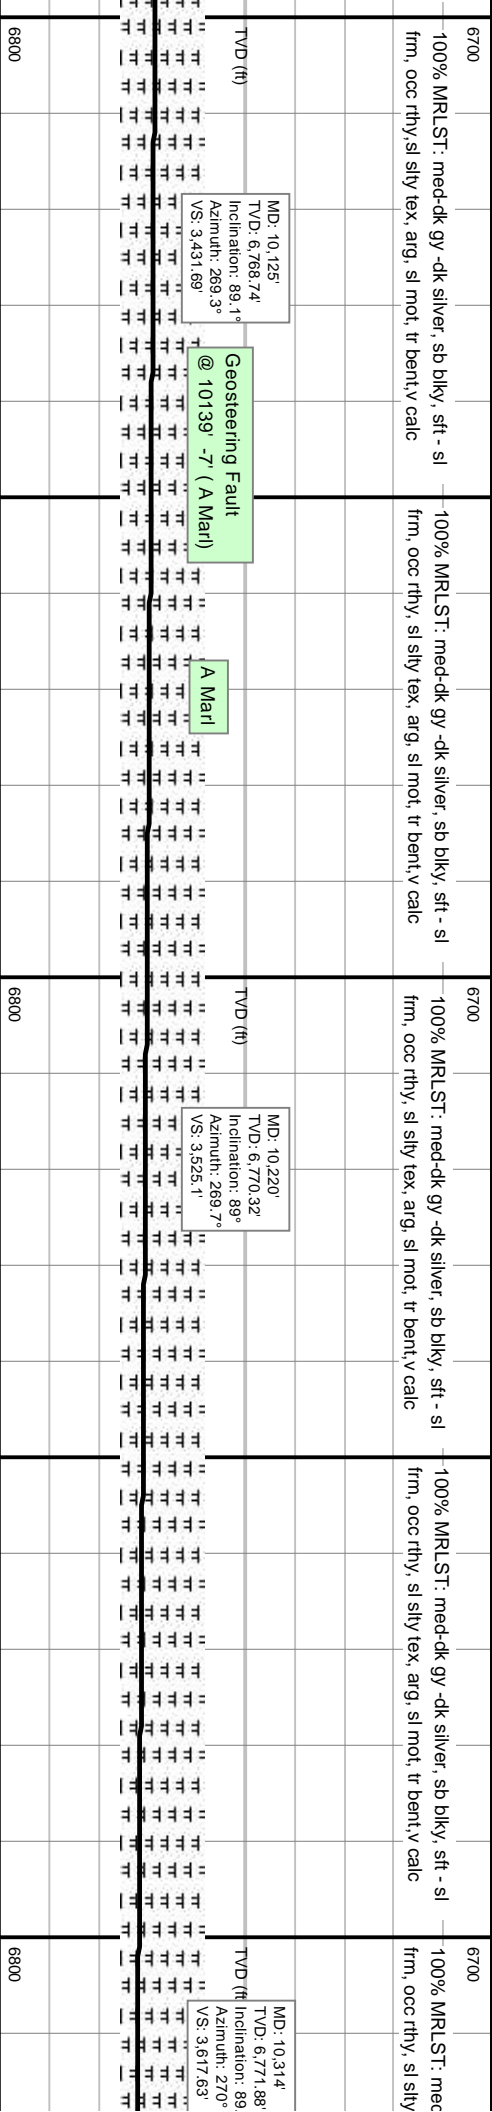 6700
TVD (ft)
6800
100% MRLST: med-dk gy -dk silver, sb blky, sft - sl
frm, occ rthy,sl slty tex, arg, sl mot, tr bent,v calc
MD: 10,125'
TVD: 6,768.74'
Inclination: 89.1°
Azimuth: 269.3°
VS: 3,431.69'
Geosteering Fault
@ 10139' -7' ( A Marl)
100% MRLST: med-dk gy -dk silver, sb blky, sft - sl
frm, occ rthy, sl slty tex, arg, sl mot, tr bent,v calc
A Marl
6700
TVD (ft)
6800
100% MRLST: med-dk gy -dk silver, sb blky, sft - sl
frm, occ rthy, sl slty tex, arg, sl mot, tr bent,v calc
MD: 10,220'
TVD: 6,770.32'
Inclination: 89°
Azimuth: 269.7°
VS: 3,525.1'
100% MRLST: med-dk gy -dk silver, sb blky, sft - sl
frm, occ rthy, sl slty tex, arg, sl mot, tr bent,v calc
6700
TVD (ft
6800
100% MRLST: med
frm, occ rthy, sl slty
MD: 10,314'
TVD: 6,771.88'
Inclination: 89.
Azimuth: 270°
VS: 3,617.63'